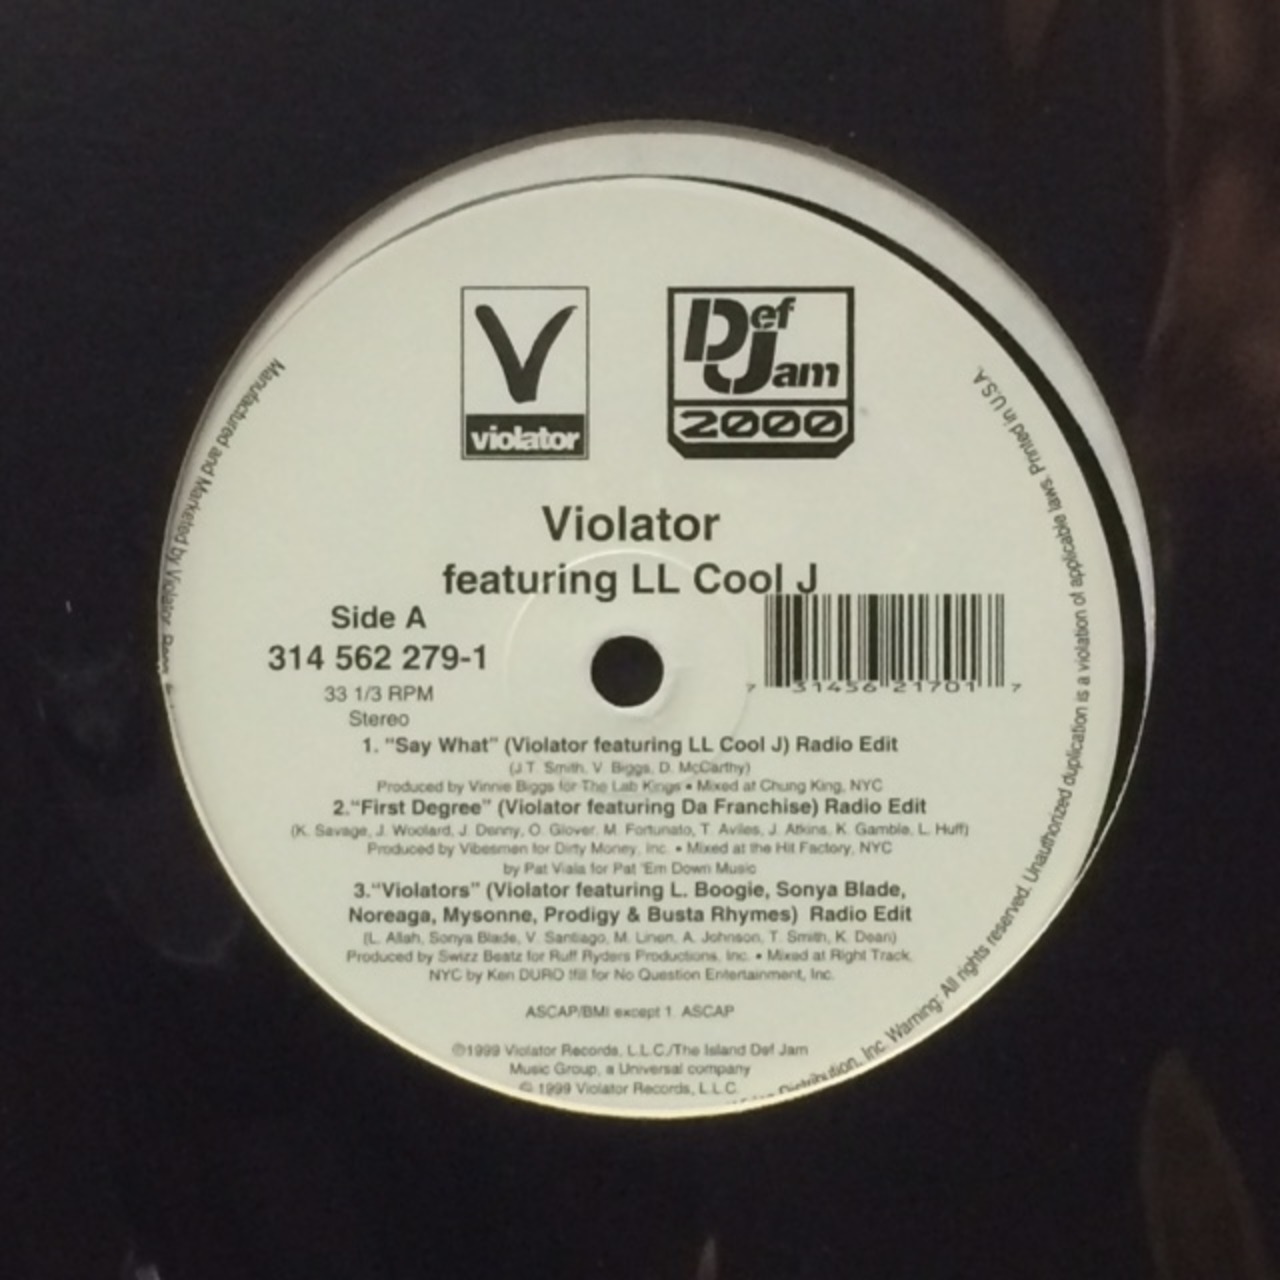 V
violator
Def Jam
2000
Violator
featuring LL Cool J
Side A
314 562 279-1
33 1/3 RPM
Stereo
7 31456 21701 7
1. "Say What" (Violator featuring LL Cool J) Radio Edit
(J.T. Smith, V. Biggs, D. McCarthy)
Produced by Vinnie Biggs for The Lab Kings • Mixed at Chung King, NYC
2."First Degree" (Violator featuring Da Franchise) Radio Edit
(K. Savage, J. Woolard, J. Denny, O. Glover, M. Fortunato, T. Aviles, J. Atkins, K. Gamble, L. Huff)
Produced by Vibesmen for Dirty Money, Inc. • Mixed at the Hit Factory, NYC
by Pat Viala for Pat 'Em Down Music
3."Violators" (Violator featuring L. Boogie, Sonya Blade,
Noreaga, Mysonne, Prodigy & Busta Rhymes) Radio Edit
(L. Allah, Sonya Blade, V. Santiago, M. Linen, A. Johnson, T. Smith, K. Dean)
Produced by Swizz Beatz for Ruff Ryders Productions, Inc. • Mixed at Right Track,
NYC by Ken DURO Ifill for No Question Entertainment, Inc.
ASCAP/BMI except 1. ASCAP
℗1999 Violator Records, L.L.C./The Island Def Jam
Music Group, a Universal company
© 1999 Violator Records, L.L.C.
Manufactured and Marketed by Violator
Distribution, Inc. Warning: All rights reserved. Unauthorized duplication is a violation of applicable laws. Printed in U.S.A.